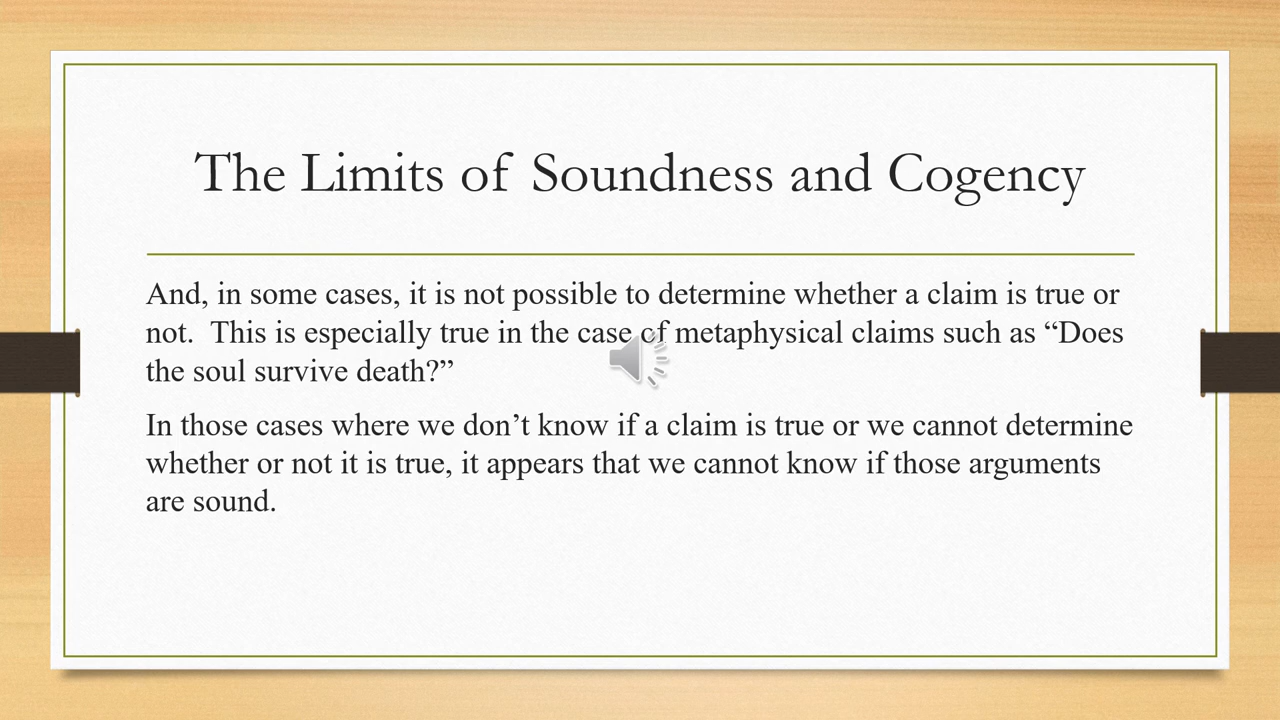 The Limits of Soundness and Cogency
And, in some cases, it is not possible to determine whether a claim is true or
not.  This is especially true in the case of metaphysical claims such as “Does
the soul survive death?”
In those cases where we don’t know if a claim is true or we cannot determine
whether or not it is true, it appears that we cannot know if those arguments
are sound.